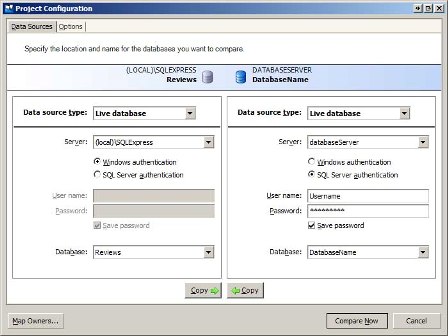 Project Configuration
Data Sources Options
Specify the location and name for the databases you want to compare.
(LOCAL)\SQLEXPRESS DATABASESERVER
Reviews DatabaseName
Data source type: Live database Data source type: Live database
Server: (local)\SQLExpress Server: databaseServer
Windows authentication Windows authentication
SQL Server authentication SQL Server authentication
User name: User name: Username
Password: Password: *********
Save password Save password
Database: Reviews Database: DatabaseName
Copy Copy
Map Owners... Compare Now Cancel